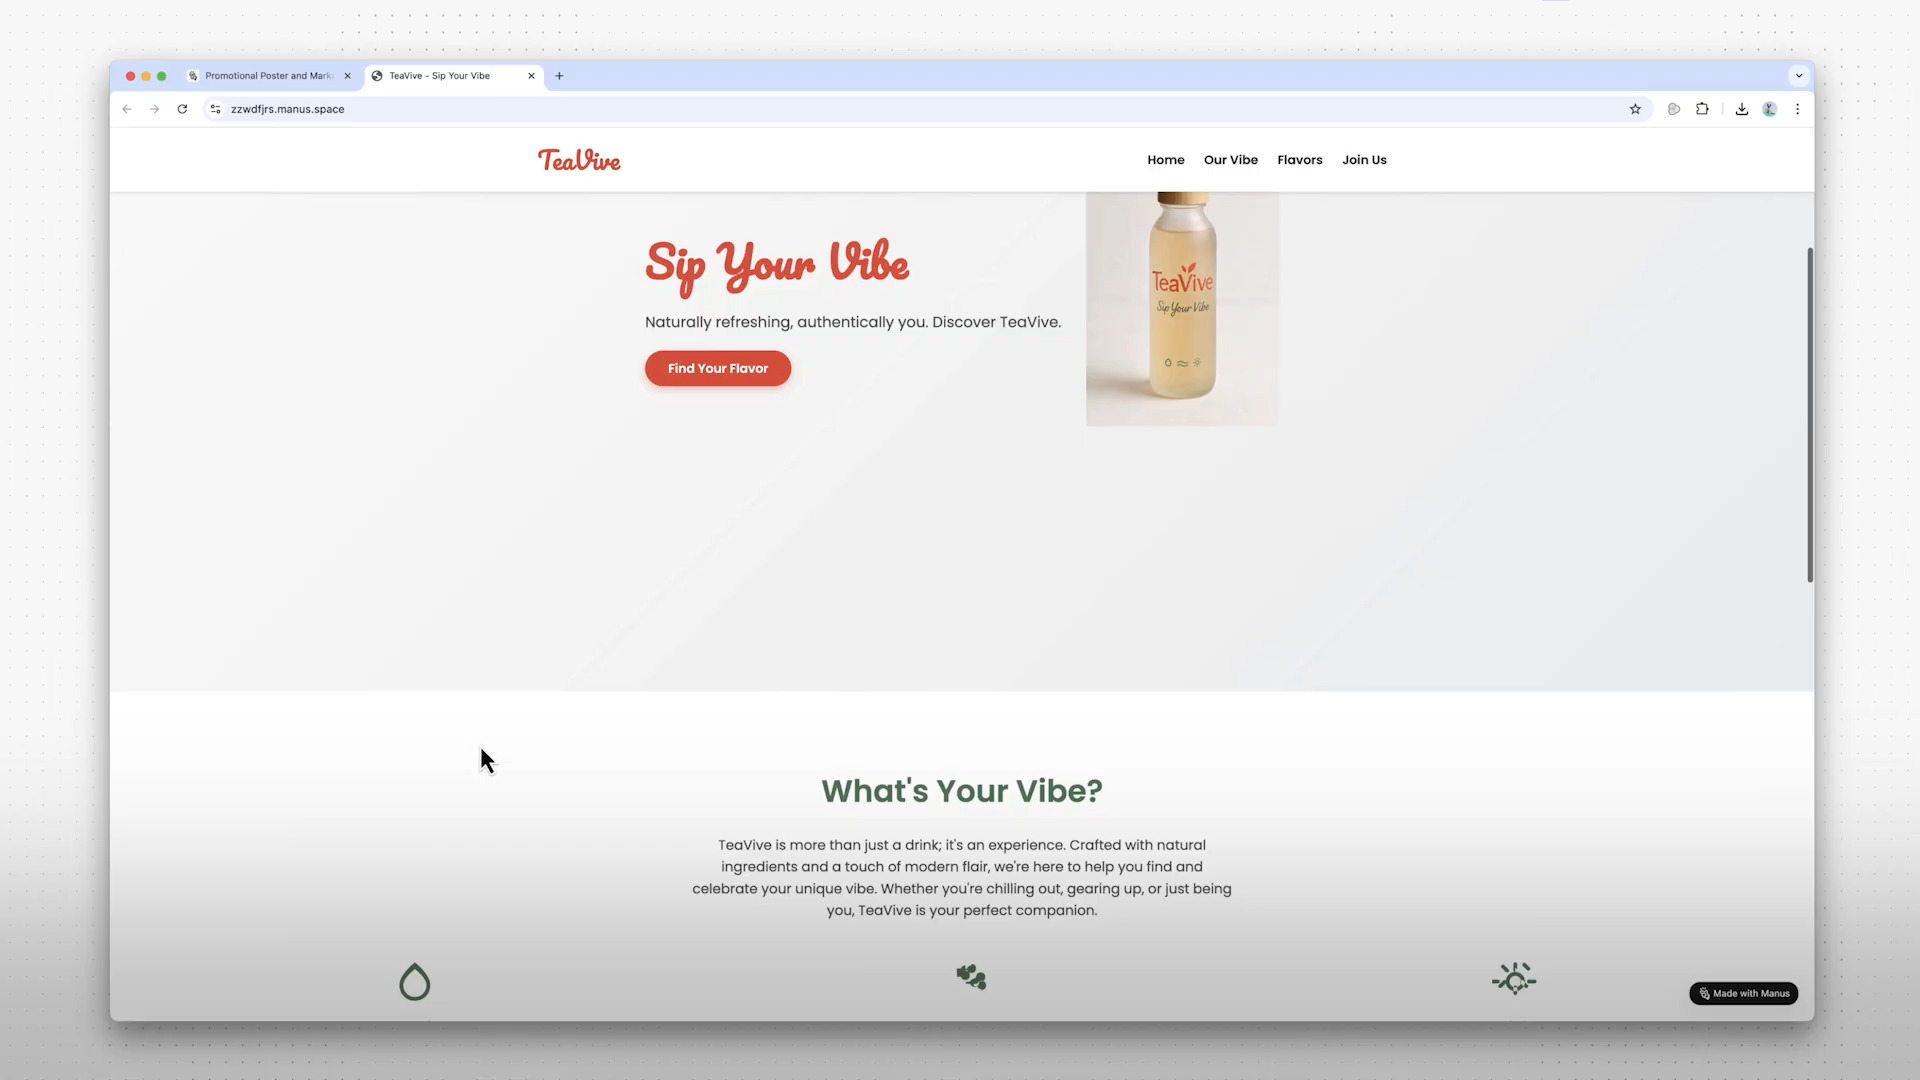 Promotional Poster and Mark
TeaVive - Sip Your Vibe
zzwdfjrs.manus.space
TeaVive
Home
Our Vibe
Flavors
Join Us
Sip Your Vibe
Naturally refreshing, authentically you. Discover TeaVive.
Find Your Flavor
TeaVive
Sip Your Vibe
What's Your Vibe?
TeaVive is more than just a drink; it's an experience. Crafted with natural
ingredients and a touch of modern flair, we're here to help you find and
celebrate your unique vibe. Whether you're chilling out, gearing up, or just being
you, TeaVive is your perfect companion.
Made with Manus